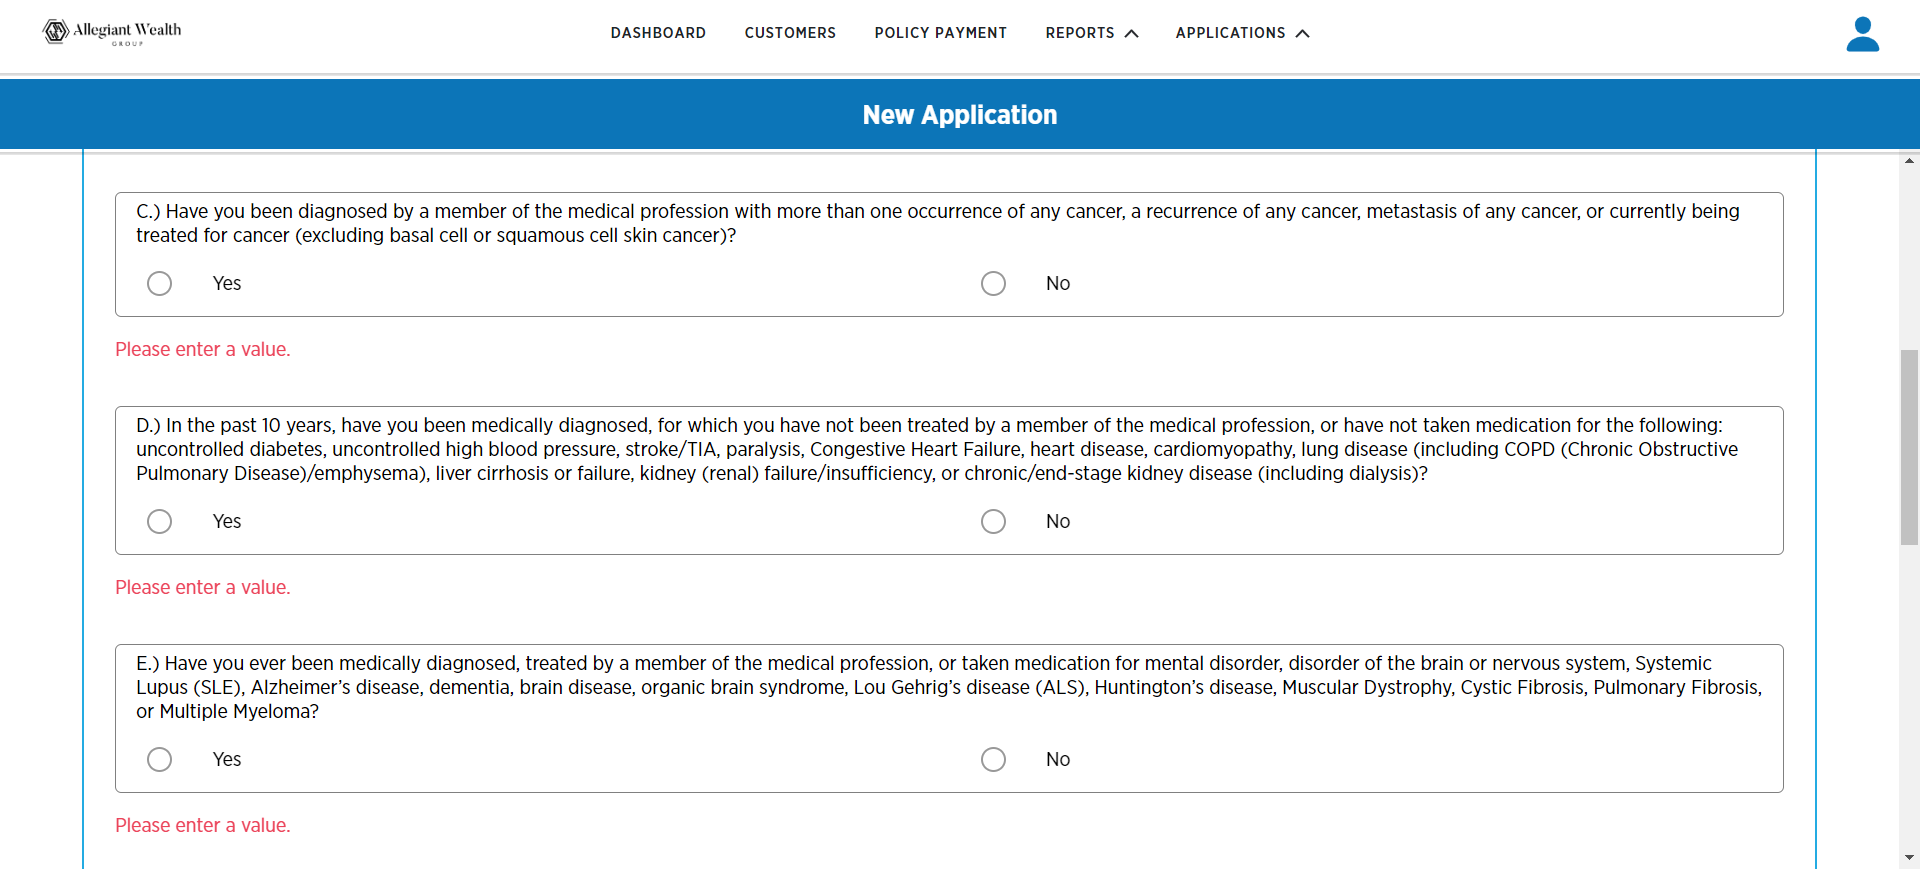 Allegiant Wealth
GROUP
DASHBOARD CUSTOMERS POLICY PAYMENT REPORTS APPLICATIONS
New Application
C.) Have you been diagnosed by a member of the medical profession with more than one occurrence of any cancer, a recurrence of any cancer, metastasis of any cancer, or currently being
treated for cancer (excluding basal cell or squamous cell skin cancer)?
Yes No
Please enter a value.
D.) In the past 10 years, have you been medically diagnosed, for which you have not been treated by a member of the medical profession, or have not taken medication for the following:
uncontrolled diabetes, uncontrolled high blood pressure, stroke/TIA, paralysis, Congestive Heart Failure, heart disease, cardiomyopathy, lung disease (including COPD (Chronic Obstructive
Pulmonary Disease)/emphysema), liver cirrhosis or failure, kidney (renal) failure/insufficiency, or chronic/end-stage kidney disease (including dialysis)?
Yes No
Please enter a value.
E.) Have you ever been medically diagnosed, treated by a member of the medical profession, or taken medication for mental disorder, disorder of the brain or nervous system, Systemic
Lupus (SLE), Alzheimer’s disease, dementia, brain disease, organic brain syndrome, Lou Gehrig’s disease (ALS), Huntington’s disease, Muscular Dystrophy, Cystic Fibrosis, Pulmonary Fibrosis,
or Multiple Myeloma?
Yes No
Please enter a value.